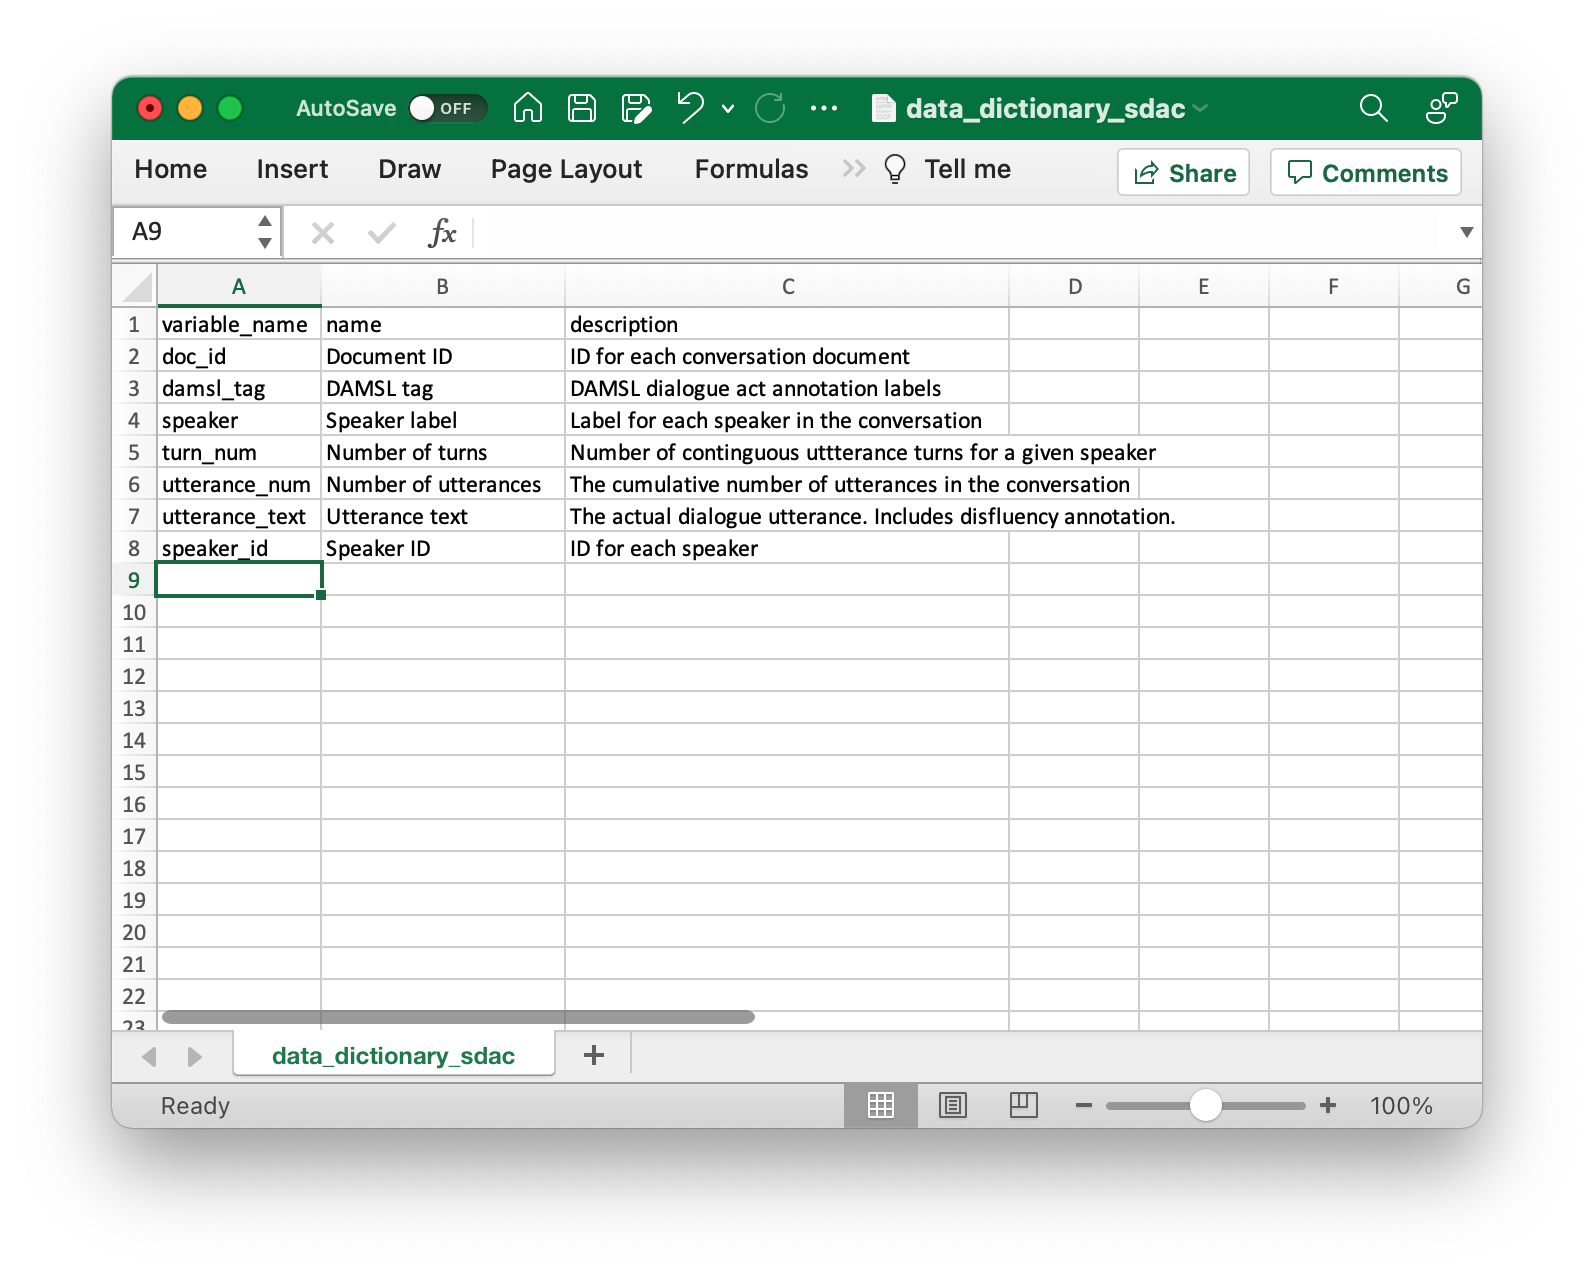 AutoSave OFF data_dictionary_sdac
Home Insert Draw Page Layout Formulas Tell me Share Comments
A9 fx
A B C D E F G
1 variable_name name description
2 doc_id Document ID ID for each conversation document
3 damsl_tag DAMSL tag DAMSL dialogue act annotation labels
4 speaker Speaker label Label for each speaker in the conversation
5 turn_num Number of turns Number of continguous uttterance turns for a given speaker
6 utterance_num Number of utterances The cumulative number of utterances in the conversation
7 utterance_text Utterance text The actual dialogue utterance. Includes disfluency annotation.
8 speaker_id Speaker ID ID for each speaker
9
10
11
12
13
14
15
16
17
18
19
20
21
22
23
data_dictionary_sdac +
Ready 100%